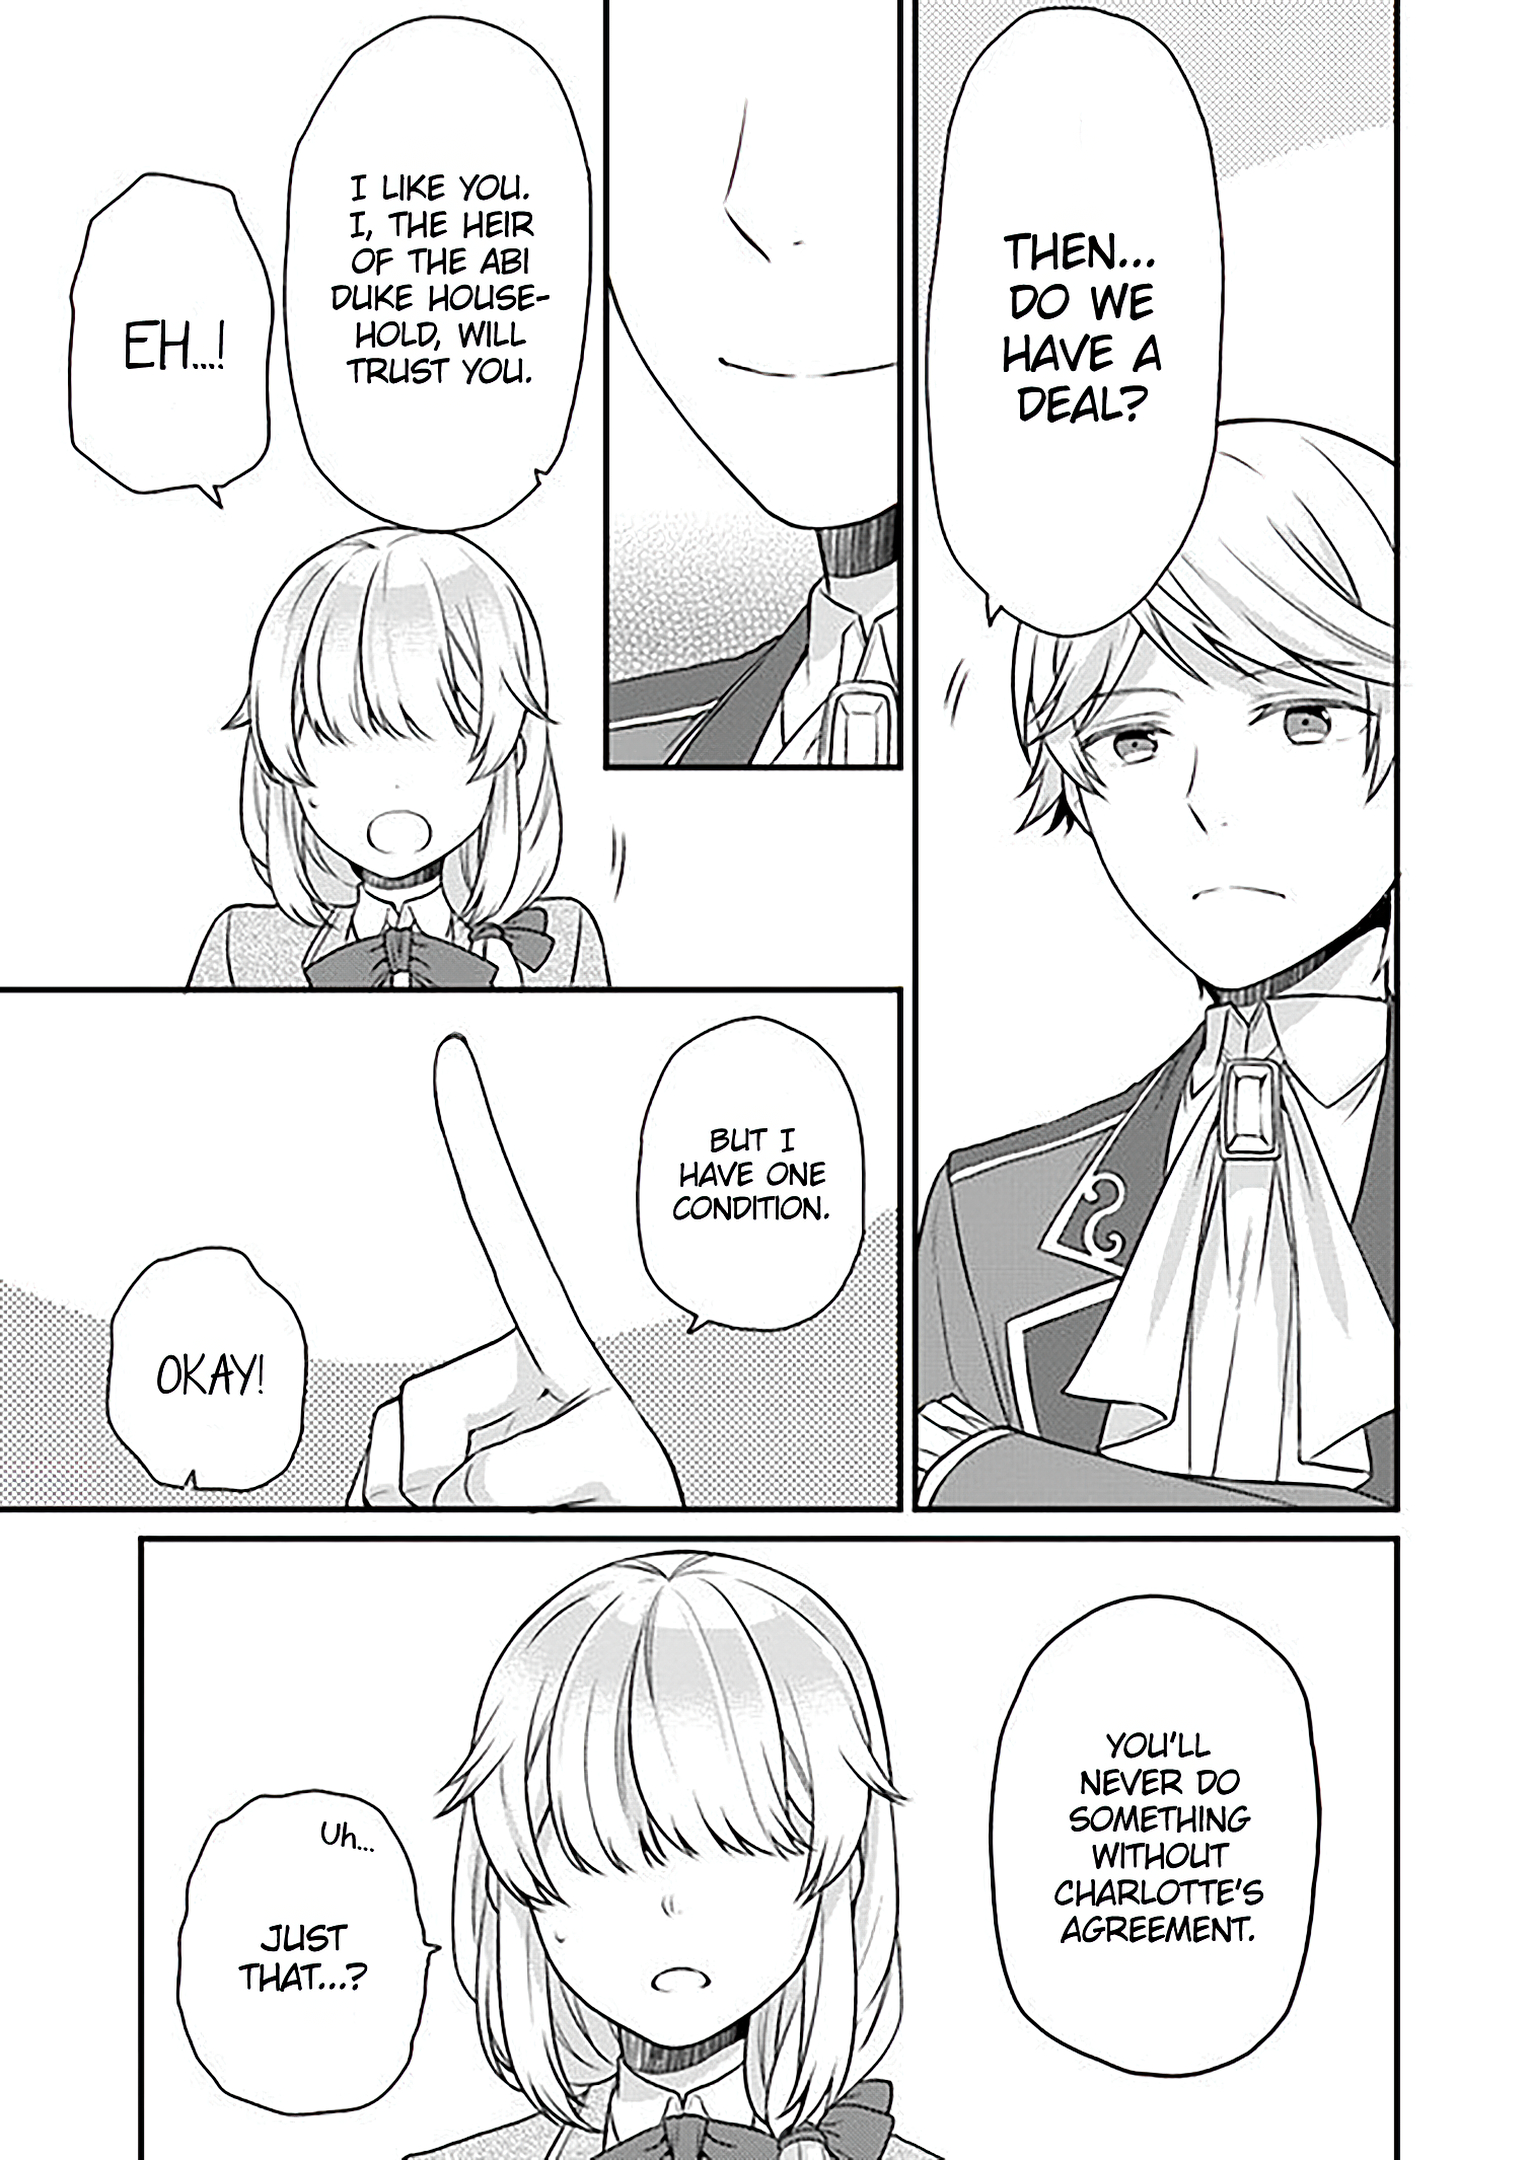 THEN...
DO WE
HAVE A
DEAL?
I LIKE YOU.
I, THE HEIR
OF THE ABI
DUKE HOUSE-
HOLD, WILL
TRUST YOU.
EH...!
BUT I
HAVE ONE
CONDITION.
OKAY!
YOU'LL
NEVER DO
SOMETHING
WITHOUT
CHARLOTTE'S
AGREEMENT.
Uh...
JUST
THAT...?